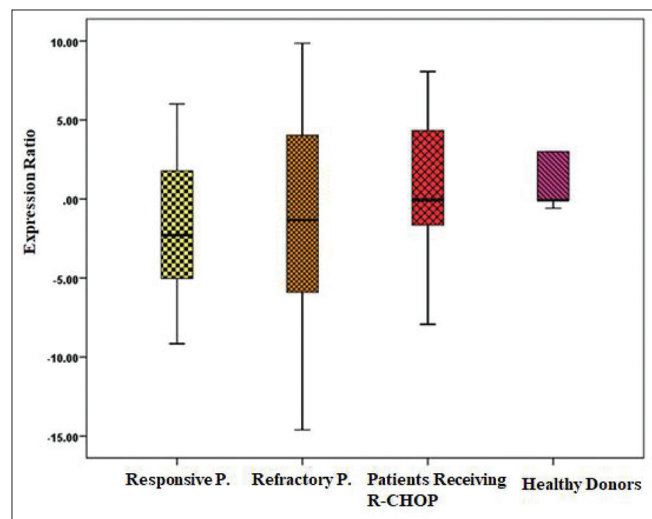 10.00
5.00
.00
-5.00
-10.00
-15.00
Expression Ratio
Responsive P.
Refractory P.
Patients Receiving
R-CHOP
Healthy Donors